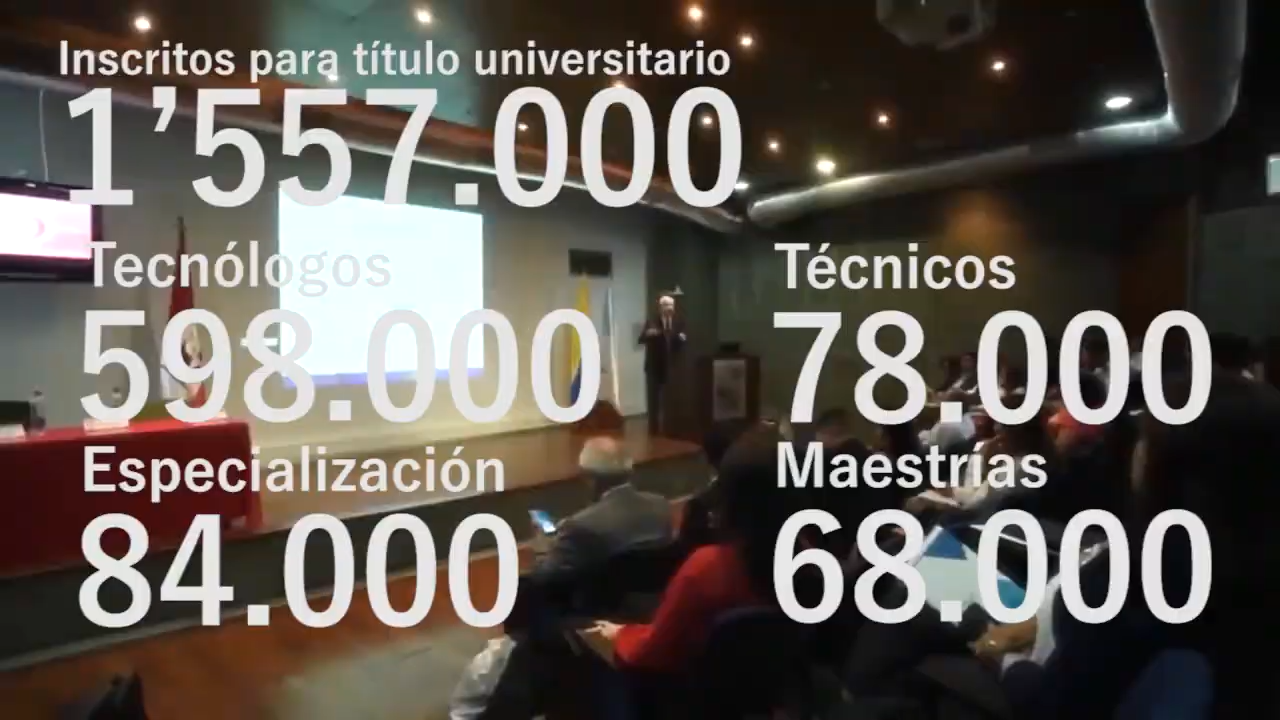 Inscritos para título universitario
1’557.000
Tecnólogos
598.000
Técnicos
78.000
Especialización
84.000
Maestrías
68.000